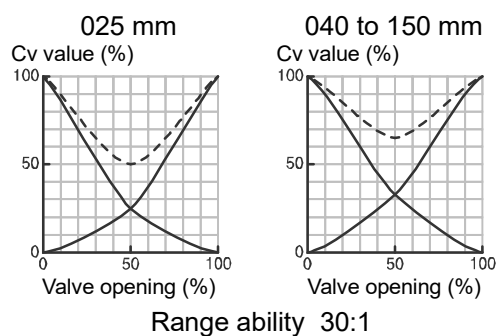 025 mm
Cv value (%)
100
50
0
0 50 100
Valve opening (%)
040 to 150 mm
Cv value (%)
100
50
0
0 50 100
Valve opening (%)
Range ability 30:1